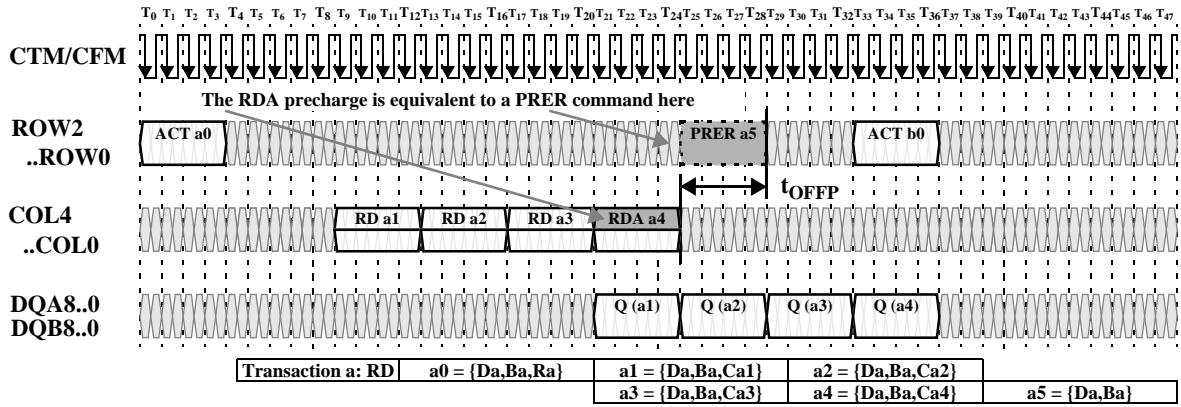 T0 T1 T2 T3 T4 T5 T6 T7 T8 T9 T10 T11 T12 T13 T14 T15 T16 T17 T18 T19 T20 T21 T22 T23 T24 T25 T26 T27 T28 T29 T30 T31 T32 T33 T34 T35 T36 T37 T38 T39 T40 T41 T42 T43 T44 T45 T46 T47
CTM/CFM
The RDA precharge is equivalent to a PRER command here
ROW2
..ROW0
ACT a0 PRER a5 ACT b0
tOFFP
COL4
..COL0
RD a1 RD a2 RD a3 RDA a4
DQA8..0
DQB8..0
Q (a1) Q (a2) Q (a3) Q (a4)
Transaction a: RD a0 = {Da,Ba,Ra} a1 = {Da,Ba,Ca1} a2 = {Da,Ba,Ca2}
a3 = {Da,Ba,Ca3} a4 = {Da,Ba,Ca4} a5 = {Da,Ba}